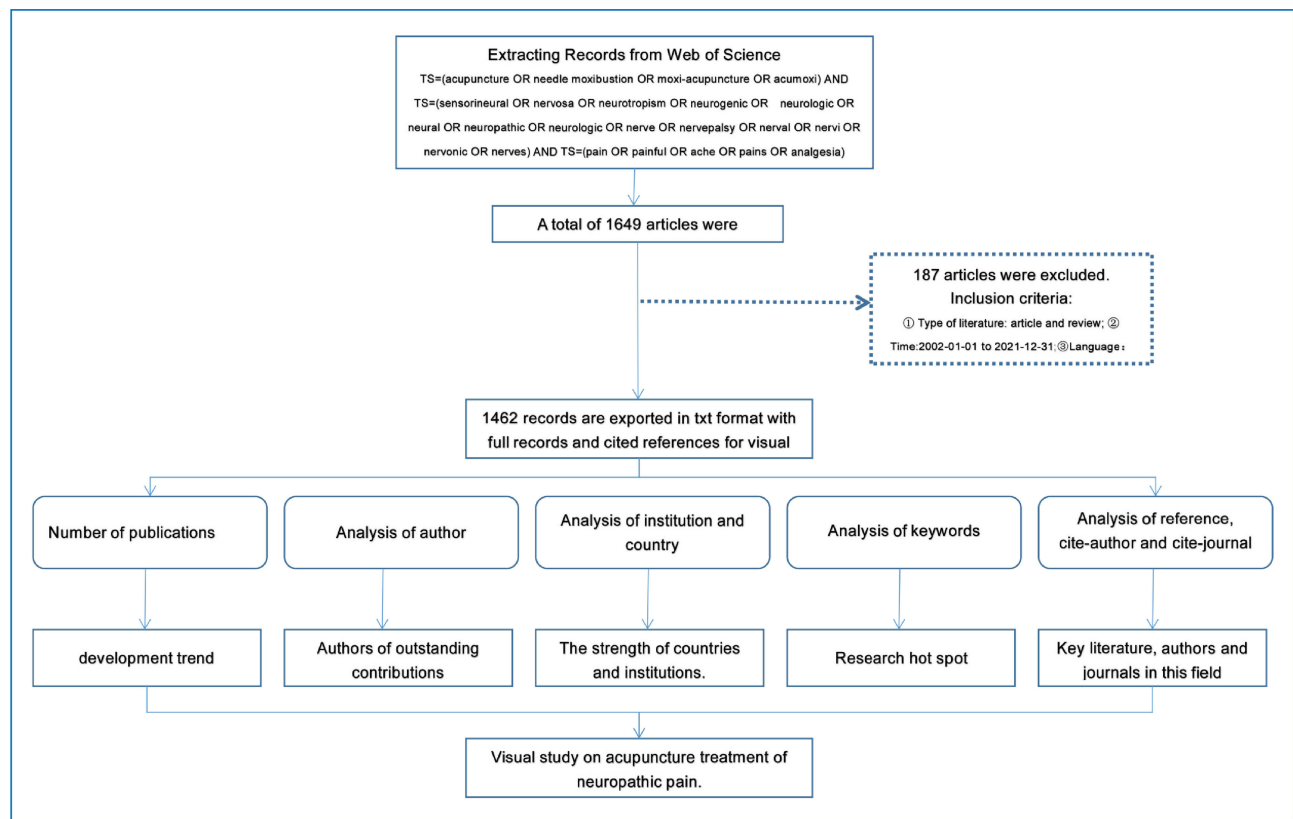 Extracting Records from Web of Science
TS=(acupuncture OR needle moxibustion OR moxi-acupuncture OR acumoxi) AND
TS=(sensorineural OR nervosa OR neurotropism OR neurogenic OR neurologic OR
neural OR neuropathic OR neurologic OR nerve OR nervepalsy OR nerval OR nervi OR
nervonic OR nerves) AND TS=(pain OR painful OR ache OR pains OR analgesia)
A total of 1649 articles were
187 articles were excluded.
Inclusion criteria:
① Type of literature: article and review; ②
Time:2002-01-01 to 2021-12-31;③Language:
1462 records are exported in txt format with
full records and cited references for visual
Number of publications
Analysis of author
Analysis of institution and
country
Analysis of keywords
Analysis of reference,
cite-author and cite-journal
development trend
Authors of outstanding
contributions
The strength of countries
and institutions.
Research hot spot
Key literature, authors and
journals in this field
Visual study on acupuncture treatment of
neuropathic pain.